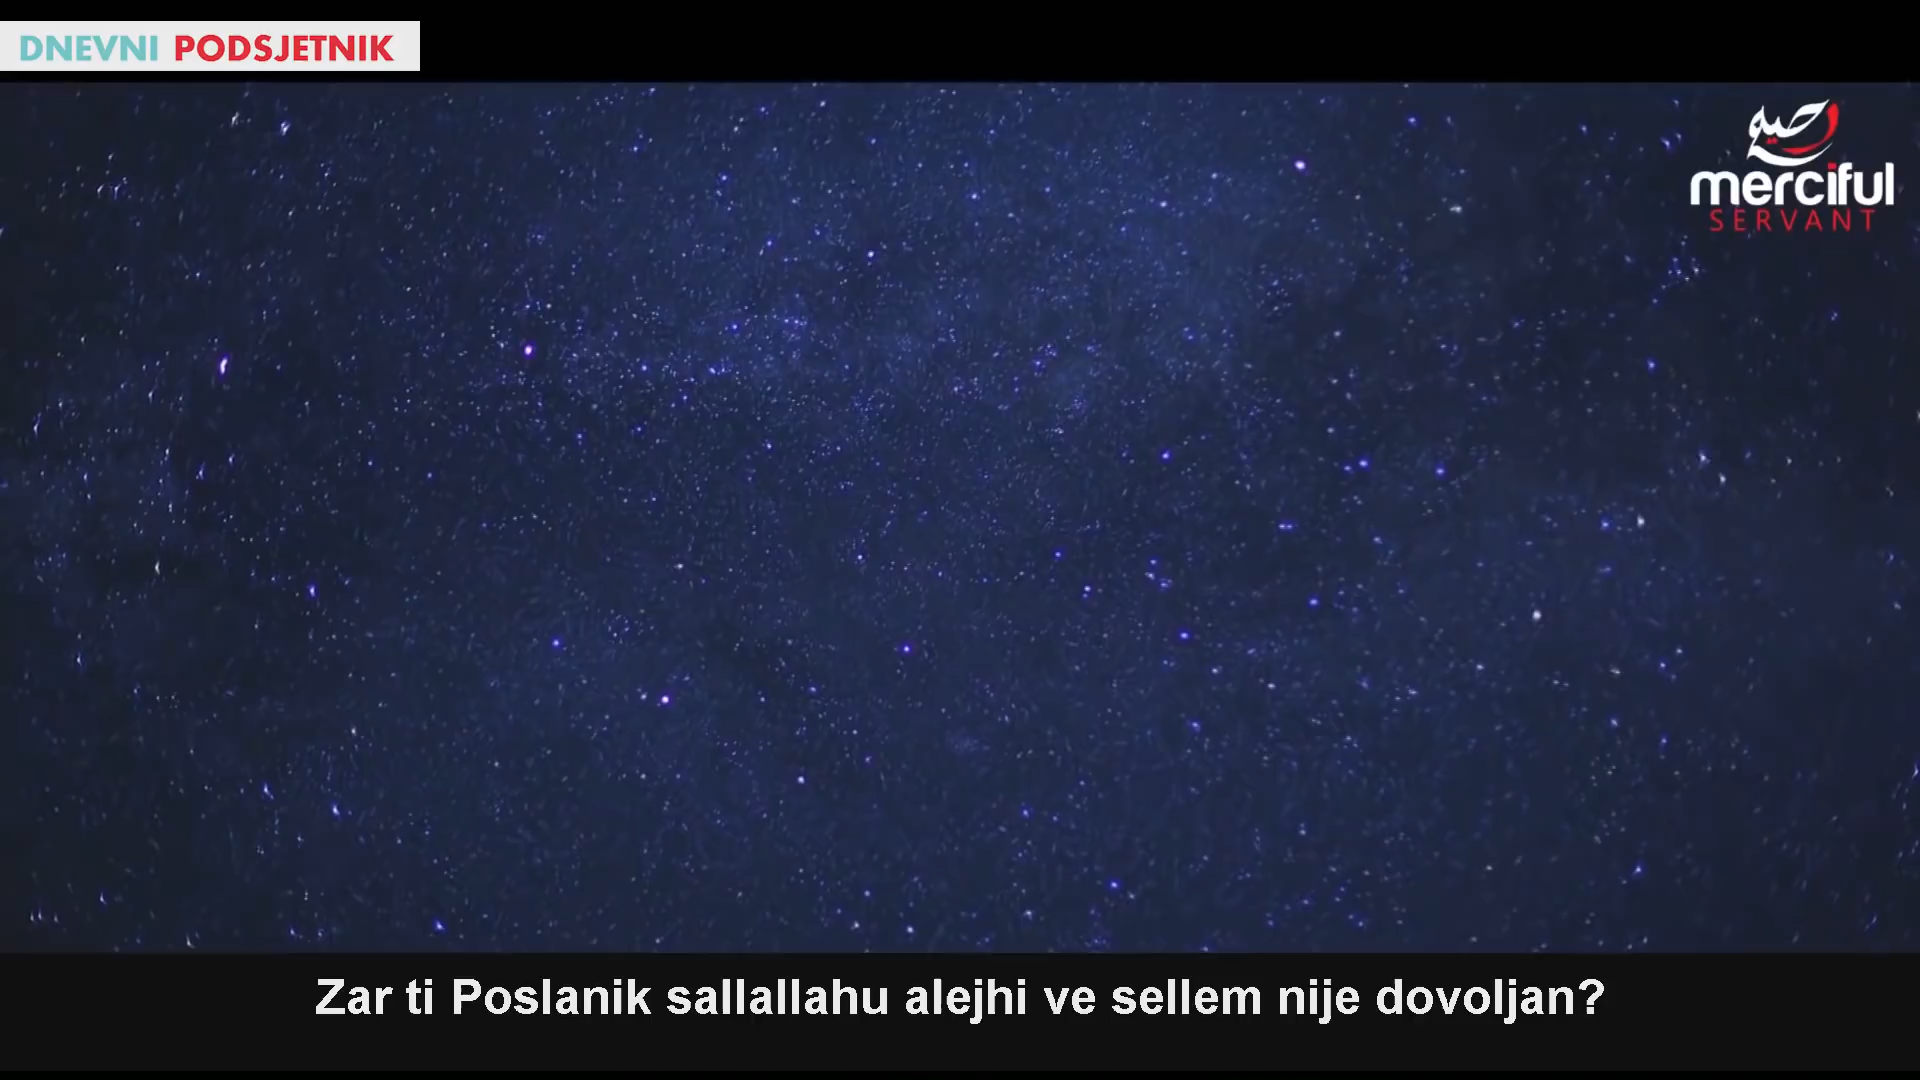 DNEVNI PODSJETNIK
merciful
SERVANT
Zar ti Poslanik sallallahu alejhi ve sellem nije dovoljan?